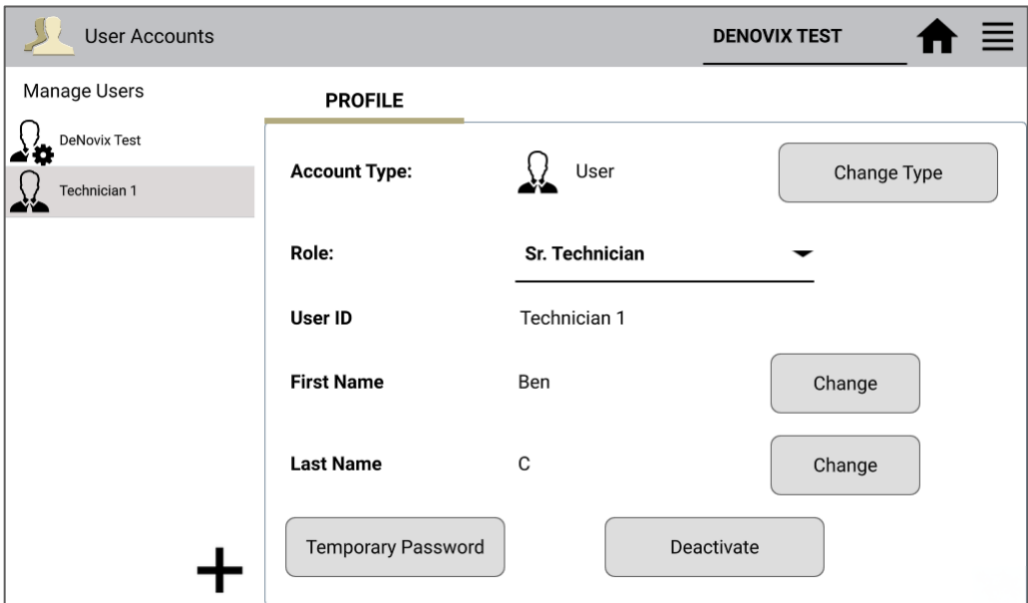 User Accounts
DENOVIX TEST
Manage Users
DeNovix Test
Technician 1
PROFILE
Account Type:
User
Change Type
Role:
Sr. Technician
User ID
Technician 1
First Name
Ben
Change
Last Name
C
Change
Temporary Password
Deactivate